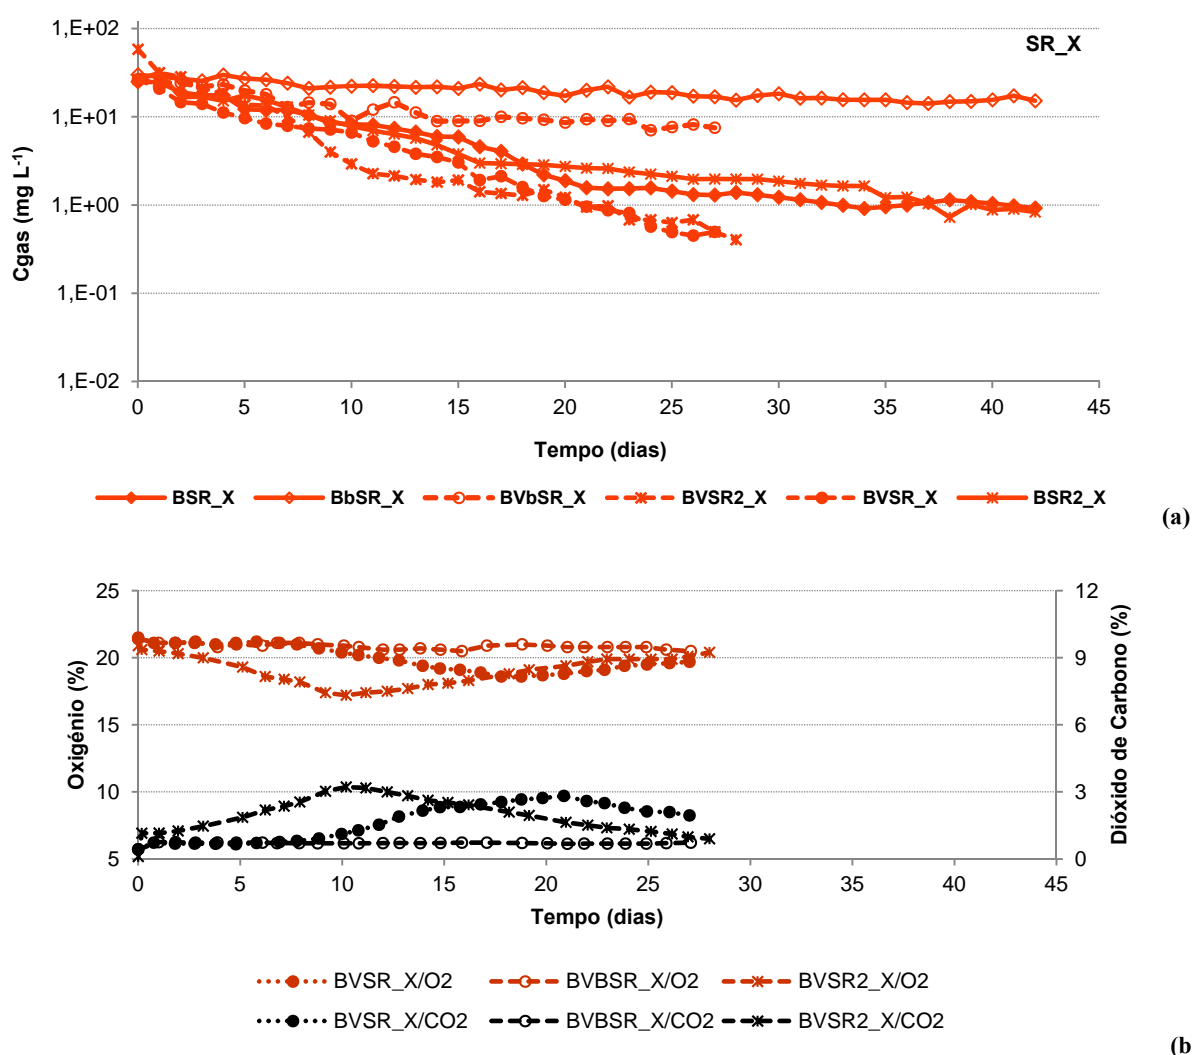 1,E+02
SR_X
1,E+01
1,E+00
1,E-01
1,E-02
Cgas (mg L-1)
0 5 10 15 20 25 30 35 40 45
Tempo (dias)
BSR_X BbSR_X BVbSR_X BVSR2_X BVSR_X BSR2_X
(a)
25 12
20 9
15 6
10 3
5 0
Oxigénio (%)
Dióxido de Carbono (%)
0 5 10 15 20 25 30 35 40 45
Tempo (dias)
BVSR_X/O2 BVBSR_X/O2 BVSR2_X/O2
BVSR_X/CO2 BVBSR_X/CO2 BVSR2_X/CO2
(b